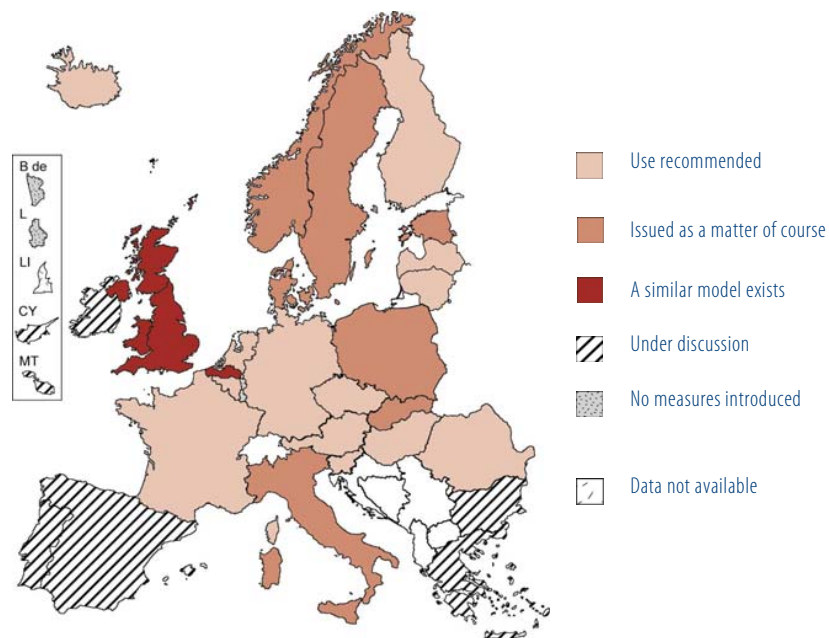 B de
L
LI
CY
MT
Use recommended
Issued as a matter of course
A similar model exists
Under discussion
No measures introduced
Data not available